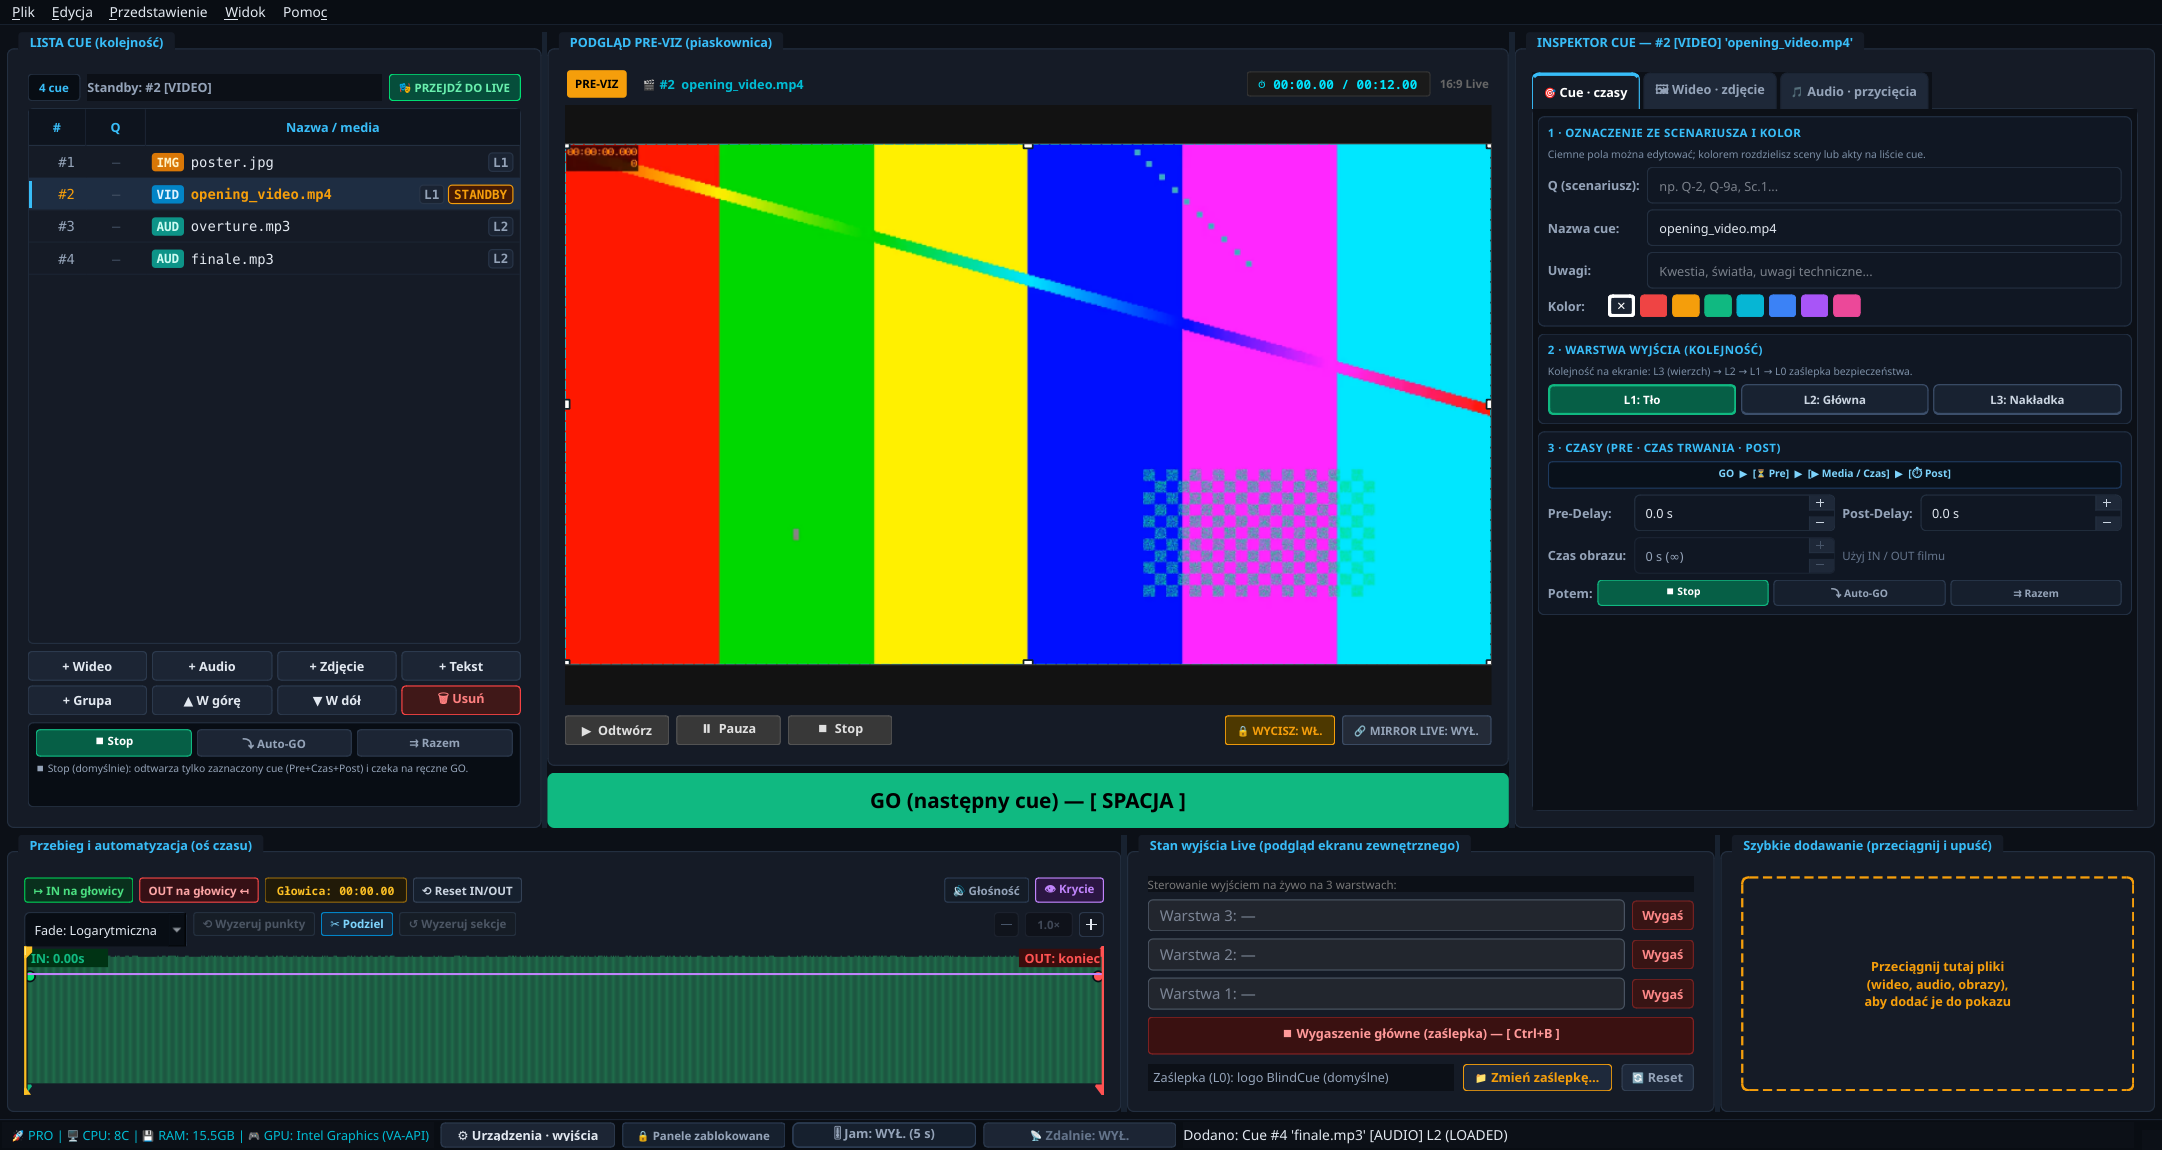 Plik Edycja Przedstawienie Widok Pomoc
LISTA CUE (kolejność)
4 cue Standby: #2 [VIDEO] PRZEJDŹ DO LIVE
# Q Nazwa / media
#1 — IMG poster.jpg L1
#2 — VID opening_video.mp4 L1 STANDBY
#3 — AUD overture.mp3 L2
#4 — AUD finale.mp3 L2
+ Wideo + Audio + Zdjęcie + Tekst
+ Grupa ▲ W górę ▼ W dół Usuń
■ Stop Auto-GO ⇉ Razem
■ Stop (domyślnie): odtwarza tylko zaznaczony cue (Pre+Czas+Post) i czeka na ręczne GO.
PODGLĄD PRE-VIZ (piaskownica)
PRE-VIZ #2 opening_video.mp4 00:00.00 / 00:12.00 16:9 Live
00:00:00.000
0
▶ Odtwórz Pauza ■ Stop WYCISZ: WŁ. MIRROR LIVE: WYŁ.
GO (następny cue) — [ SPACJA ]
INSPEKTOR CUE — #2 [VIDEO] 'opening_video.mp4'
Cue · czasy Wideo · zdjęcie Audio · przycięcia
1 · OZNACZENIE ZE SCENARIUSZA I KOLOR
Ciemne pola można edytować; kolorem rozdzielisz sceny lub akty na liście cue.
Q (scenariusz): np. Q-2, Q-9a, Sc.1...
Nazwa cue: opening_video.mp4
Uwagi: Kwestia, światła, uwagi techniczne...
Kolor: ✕
2 · WARSTWA WYJŚCIA (KOLEJNOŚĆ)
Kolejność na ekranie: L3 (wierzch) → L2 → L1 → L0 zaślepka bezpieczeństwa.
L1: Tło L2: Główna L3: Nakładka
3 · CZASY (PRE · CZAS TRWANIA · POST)
GO ▶ [⏳ Pre] ▶ [▶ Media / Czas] ▶ [⏱ Post]
Pre-Delay: 0.0 s + − Post-Delay: 0.0 s + −
Czas obrazu: 0 s (∞) + − Użyj IN / OUT filmu
Potem: ■ Stop Auto-GO ⇉ Razem
Przebieg i automatyzacja (oś czasu)
↦ IN na głowicy OUT na głowicy ↤ Głowica: 00:00.00 ⟲ Reset IN/OUT Głośność Krycie
Fade: Logarytmiczna ⟲ Wyzeruj punkty ✂ Podziel ↺ Wyzeruj sekcje — 1.0× +
IN: 0.00s OUT: koniec
Stan wyjścia Live (podgląd ekranu zewnętrznego)
Sterowanie wyjściem na żywo na 3 warstwach:
Warstwa 3: — Wygaś
Warstwa 2: — Wygaś
Warstwa 1: — Wygaś
■ Wygaszenie główne (zaślepka) — [ Ctrl+B ]
Zaślepka (L0): logo BlindCue (domyślne) Zmień zaślepkę... Reset
Szybkie dodawanie (przeciągnij i upuść)
Przeciągnij tutaj pliki
(wideo, audio, obrazy),
aby dodać je do pokazu
PRO | CPU: 8C | RAM: 15.5GB | GPU: Intel Graphics (VA-API) ⚙ Urządzenia · wyjścia Panele zablokowane Jam: WYŁ. (5 s) Zdalnie: WYŁ. Dodano: Cue #4 'finale.mp3' [AUDIO] L2 (LOADED)